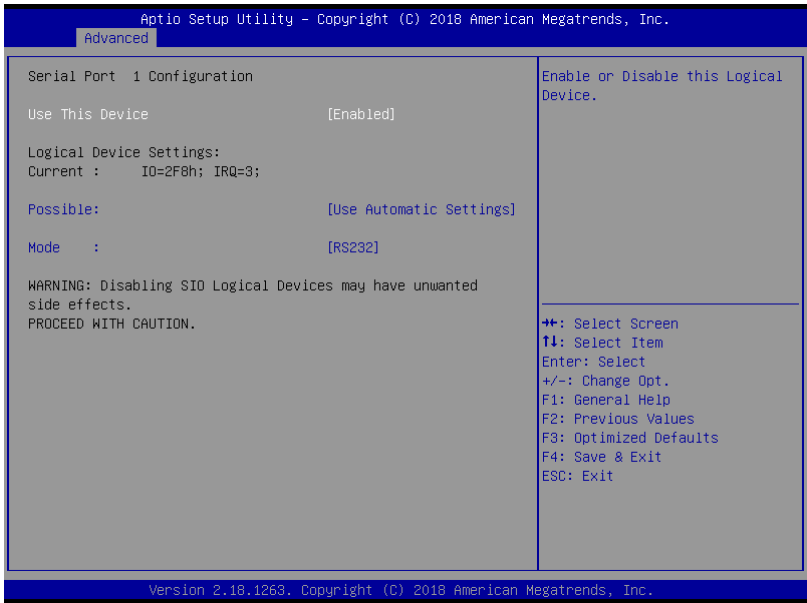 Aptio Setup Utility – Copyright (C) 2018 American Megatrends, Inc.
Advanced
Serial Port  1 Configuration
Use This Device [Enabled]
Logical Device Settings:
Current : IO=2F8h; IRQ=3;
Possible: [Use Automatic Settings]
Mode : [RS232]
WARNING: Disabling SIO Logical Devices may have unwanted
side effects.
PROCEED WITH CAUTION.
Enable or Disable this Logical
Device.
→←: Select Screen
↑↓: Select Item
Enter: Select
+/-: Change Opt.
F1: General Help
F2: Previous Values
F3: Optimized Defaults
F4: Save & Exit
ESC: Exit
Version 2.18.1263. Copyright (C) 2018 American Megatrends, Inc.